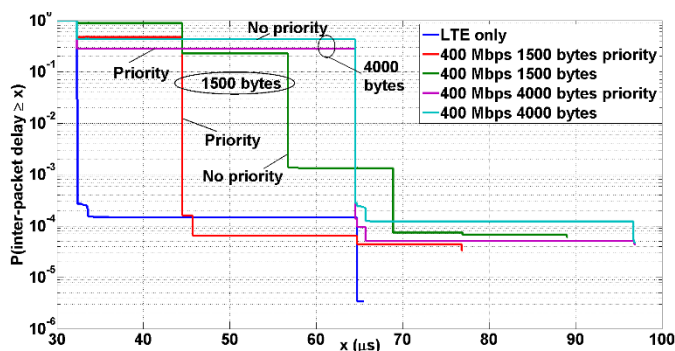 10^0
10^-1
10^-2
10^-3
10^-4
10^-5
10^-6
P(inter-packet delay ≥ x)
No priority
Priority
1500 bytes
4000
bytes
Priority
No priority
LTE only
400 Mbps 1500 bytes priority
400 Mbps 1500 bytes
400 Mbps 4000 bytes priority
400 Mbps 4000 bytes
30 40 50 60 70 80 90 100
x (μs)